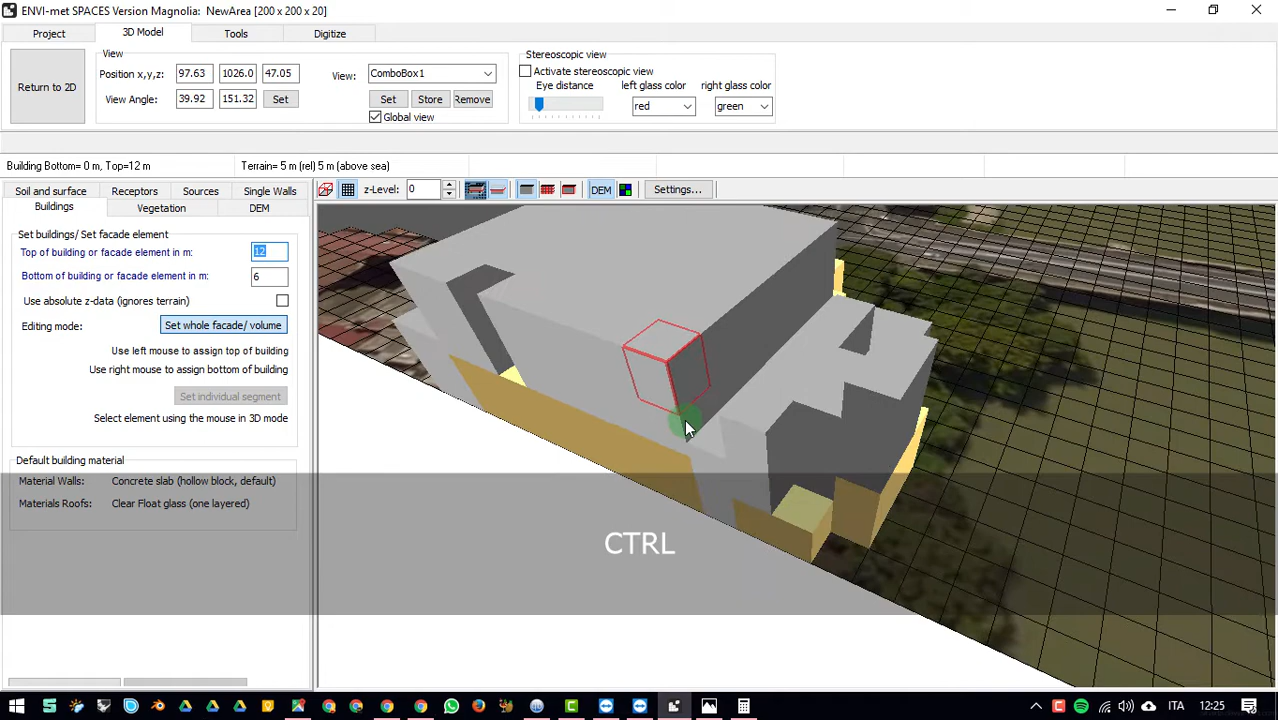 ENVI-met SPACES Version Magnolia: NewArea [200 x 200 x 20]
Project 3D Model Tools Digitize
Return to 2D
View
Position x,y,z: 97.63 1026.0 47.05 View: ComboBox1
View Angle: 39.92 151.32 Set Set Store Remove
Global view
Stereoscopic view
Activate stereoscopic view
Eye distance left glass color right glass color
red green
Building Bottom= 0 m, Top=12 m Terrain= 5 m (rel) 5 m (above sea)
Soil and surface Receptors Sources Single Walls
Buildings Vegetation DEM
z-Level: 0 DEM Settings...
Set buildings/ Set facade element
Top of building or facade element in m: 12
Bottom of building or facade element in m: 6
Use absolute z-data (ignores terrain)
Editing mode: Set whole facade/ volume
Use left mouse to assign top of building
Use right mouse to assign bottom of building
Set individual segment
Select element using the mouse in 3D mode
Default building material
Material Walls: Concrete slab (hollow block, default)
Materials Roofs: Clear Float glass (one layered)
CTRL
ITA 12:25